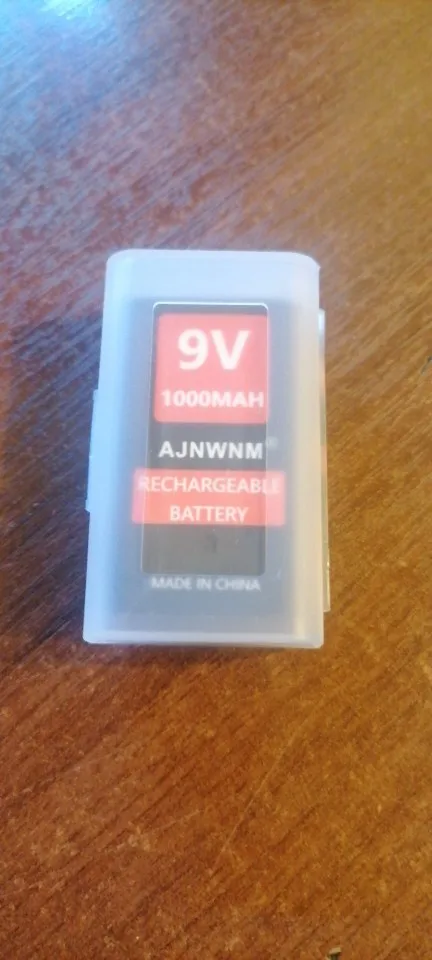 9V
1000MAH
AJNWNM®
RECHARGEABLE
BATTERY
MADE IN CHINA